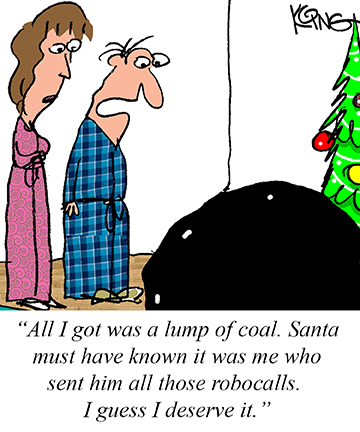 KING
“All I got was a lump of coal. Santa
must have known it was me who
sent him all those robocalls.
I guess I deserve it.”